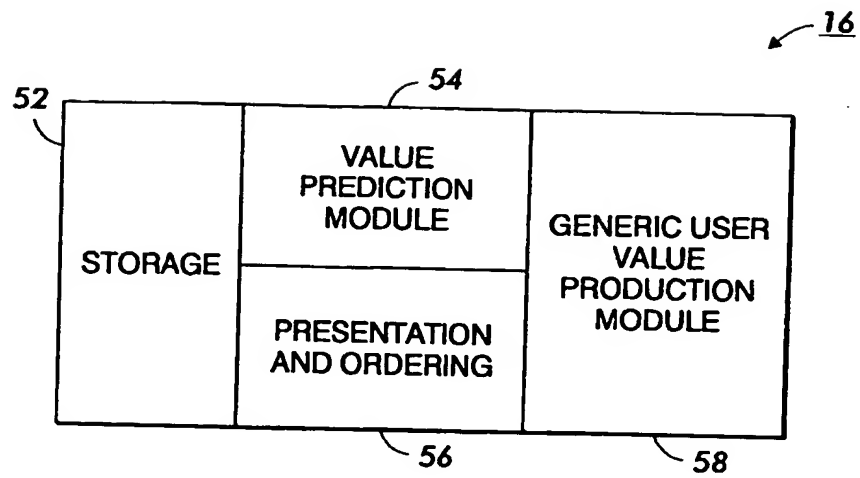 16
52
54
VALUE
PREDICTION
MODULE
STORAGE
GENERIC USER
VALUE
PRODUCTION
MODULE
PRESENTATION
AND ORDERING
56
58